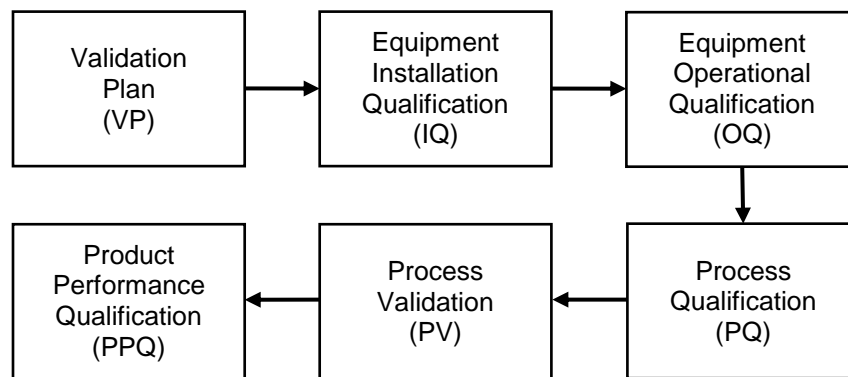 Validation
Plan
(VP)
Equipment
Installation
Qualification
(IQ)
Equipment
Operational
Qualification
(OQ)
Process
Qualification
(PQ)
Process
Validation
(PV)
Product
Performance
Qualification
(PPQ)